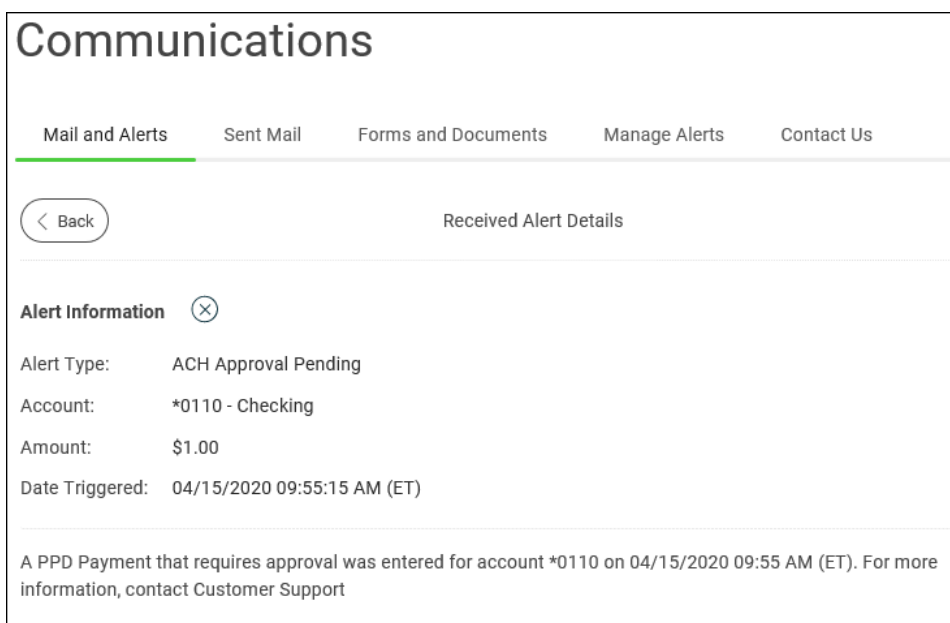 Communications
Mail and Alerts Sent Mail Forms and Documents Manage Alerts Contact Us
Back Received Alert Details
Alert Information
Alert Type: ACH Approval Pending
Account: *0110 - Checking
Amount: $1.00
Date Triggered: 04/15/2020 09:55:15 AM (ET)
A PPD Payment that requires approval was entered for account *0110 on 04/15/2020 09:55 AM (ET). For more
information, contact Customer Support